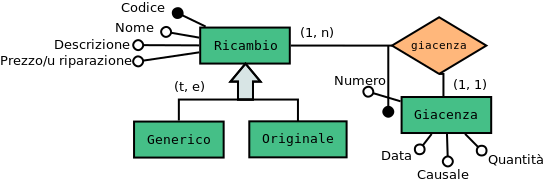 Codice
Nome
Descrizione
Prezzo/u riparazione
Ricambio
(1, n)
giacenza
(t, e)
Numero
(1, 1)
Generico
Originale
Giacenza
Data
Causale
Quantità